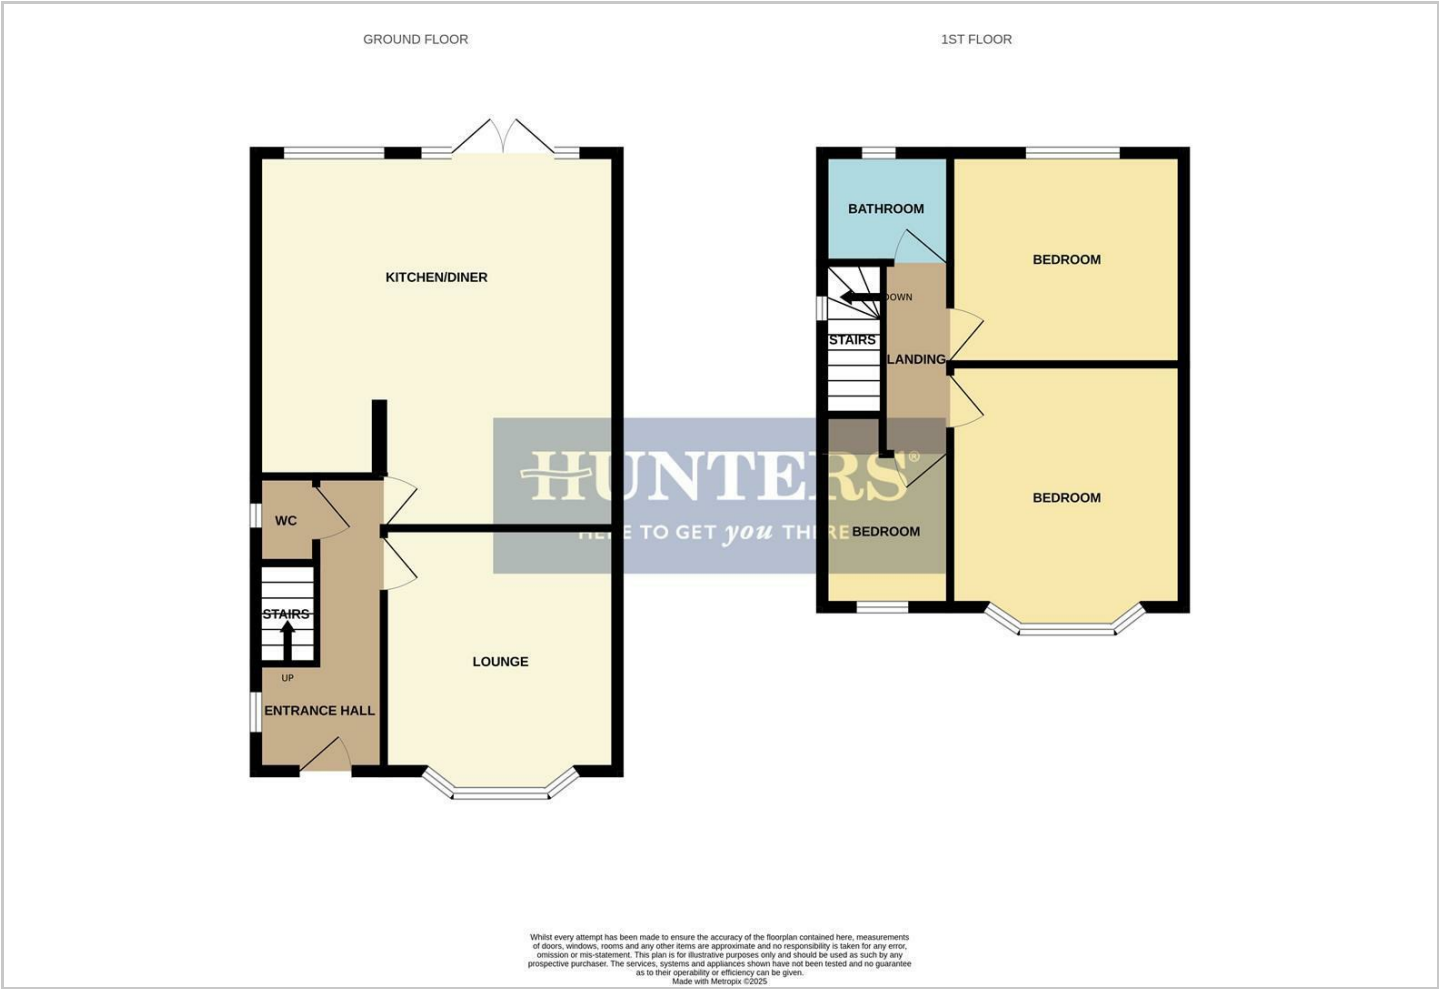 GROUND FLOOR
1ST FLOOR
KITCHEN/DINER
WC
STAIRS
UP
ENTRANCE HALL
LOUNGE
BATHROOM
BEDROOM
DOWN
STAIRS
LANDING
BEDROOM
BEDROOM
HUNTERS®
HERE TO GET you THERE
Whilst every attempt has been made to ensure the accuracy of the floorplan contained here, measurements
of doors, windows, rooms and any other items are approximate and no responsibility is taken for any error,
omission or mis-statement. This plan is for illustrative purposes only and should be used as such by any
prospective purchaser. The services, systems and appliances shown have not been tested and no guarantee
as to their operability or efficiency can be given.
Made with Metropix ©2025